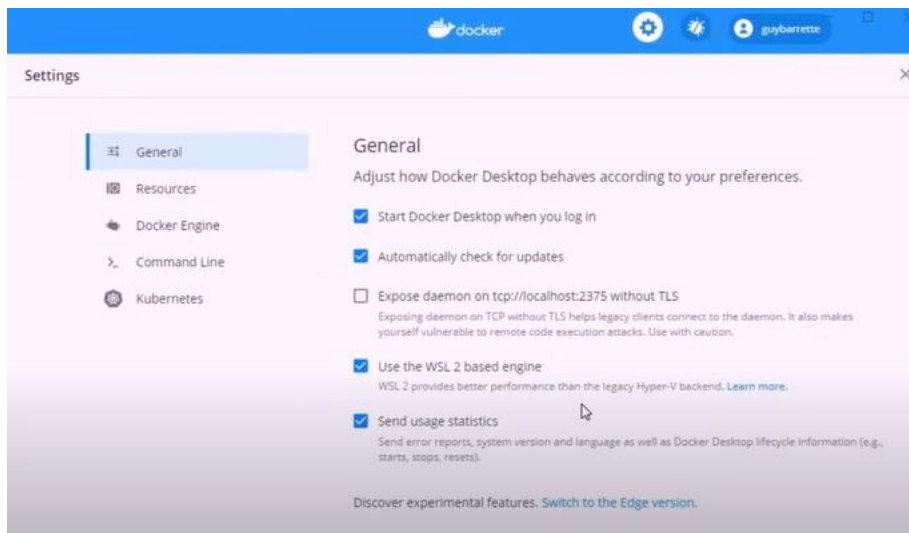 docker
guybarrette
Settings
General
Resources
Docker Engine
Command Line
Kubernetes
General
Adjust how Docker Desktop behaves according to your preferences.
Start Docker Desktop when you log in
Automatically check for updates
Expose daemon on tcp://localhost:2375 without TLS
Exposing daemon on TCP without TLS helps legacy clients connect to the daemon. It also makes
yourself vulnerable to remote code execution attacks. Use with caution.
Use the WSL 2 based engine
WSL 2 provides better performance than the legacy Hyper-V backend. Learn more.
Send usage statistics
Send error reports, system version and language as well as Docker Desktop lifecycle information (e.g.,
starts, stops, resets).
Discover experimental features. Switch to the Edge version.